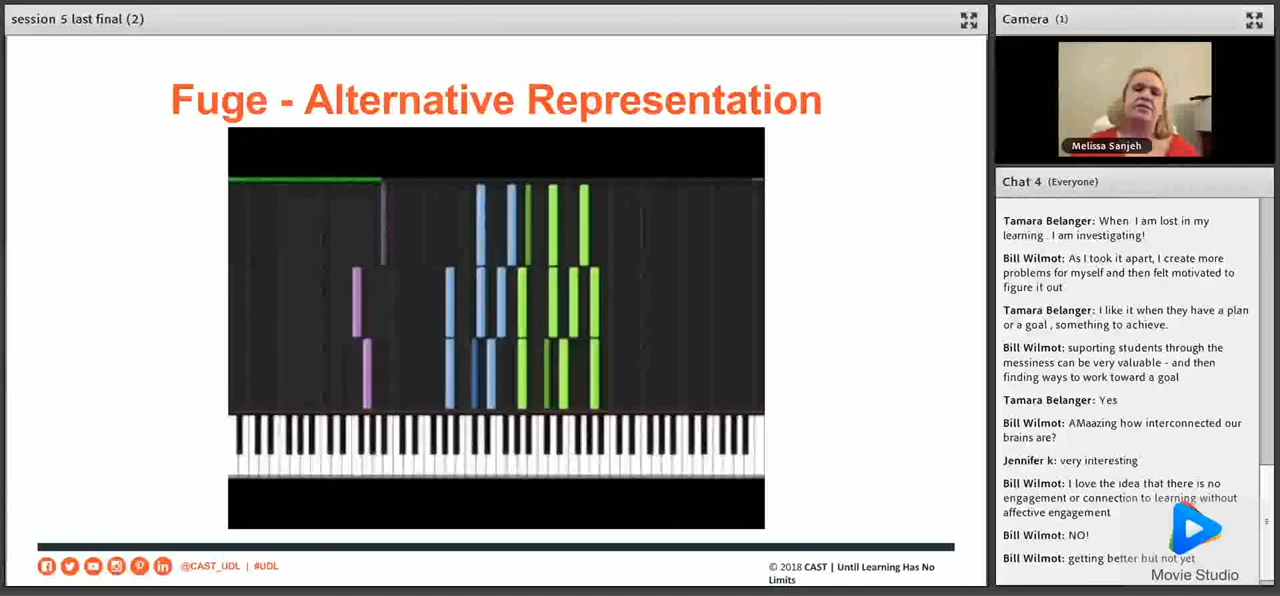 session 5 last final (2)
Fuge - Alternative Representation
@CAST_UDL | #UDL
© 2018 CAST | Until Learning Has No
Limits
Camera (1)
Melissa Sanjeh
Chat 4 (Everyone)
Tamara Belanger: When I am lost in my
learning . I am investigating!
Bill Wilmot: As I took it apart, I create more
problems for myself and then felt motivated to
figure it out
Tamara Belanger: I like it when they have a plan
or a goal , something to achieve.
Bill Wilmot: suporting students through the
messiness can be very valuable - and then
finding ways to work toward a goal
Tamara Belanger: Yes
Bill Wilmot: AMaazing how interconnected our
brains are?
Jennifer k: very interesting
Bill Wilmot: I love the idea that there is no
engagement or connection to learning without
affective engagement
Bill Wilmot: NO!
Bill Wilmot: getting better but not yet
Movie Studio